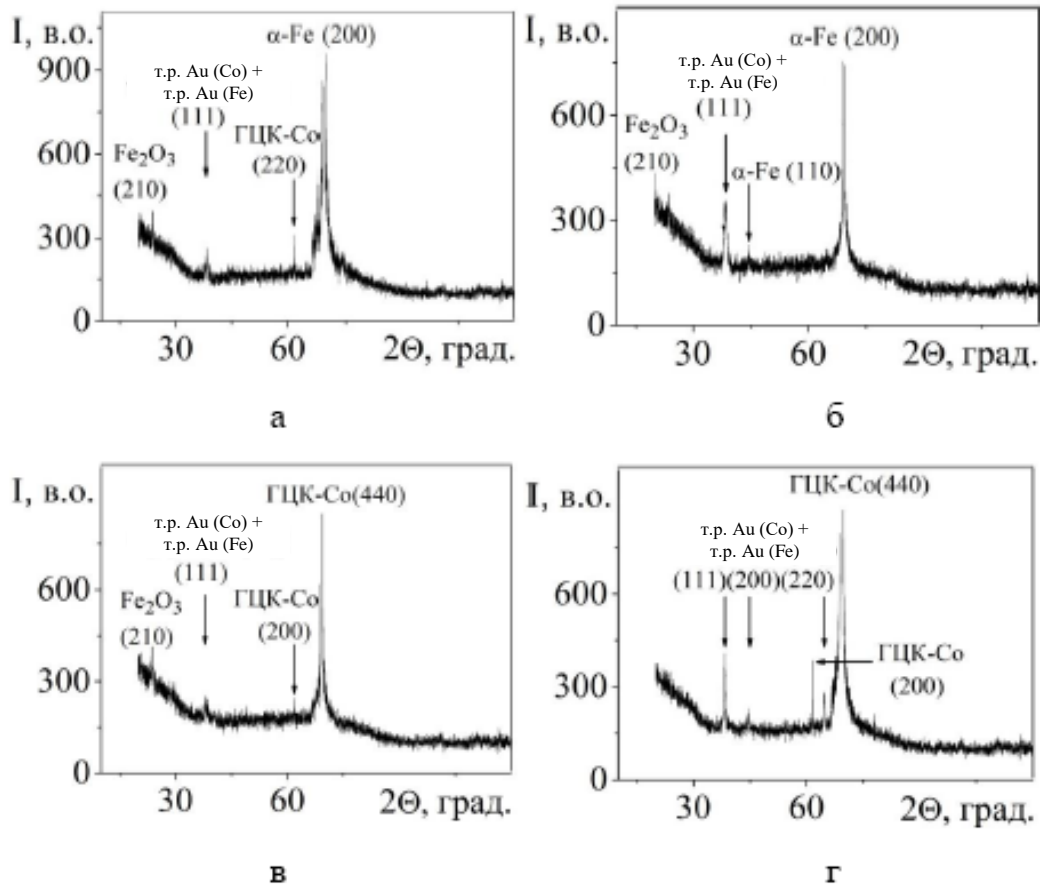 I, в.о.
α-Fe (200)
900
т.р. Au (Co) +
т.р. Au (Fe)
(111)
ГЦК-Co
(220)
600
Fe₂O₃
(210)
300
0
30
60
2Θ, град.
а
I, в.о.
α-Fe (200)
т.р. Au (Co) +
т.р. Au (Fe)
(111)
600
Fe₂O₃
(210)
α-Fe (110)
300
0
30
60
2Θ, град.
б
I, в.о.
ГЦК-Co(440)
т.р. Au (Co) +
т.р. Au (Fe)
(111)
600
Fe₂O₃
(210)
ГЦК-Co
(200)
300
0
30
60
2Θ, град.
в
I, в.о.
ГЦК-Co(440)
т.р. Au (Co) +
т.р. Au (Fe)
(111)(200)(220)
600
ГЦК-Co
(200)
300
0
30
60
2Θ, град.
г